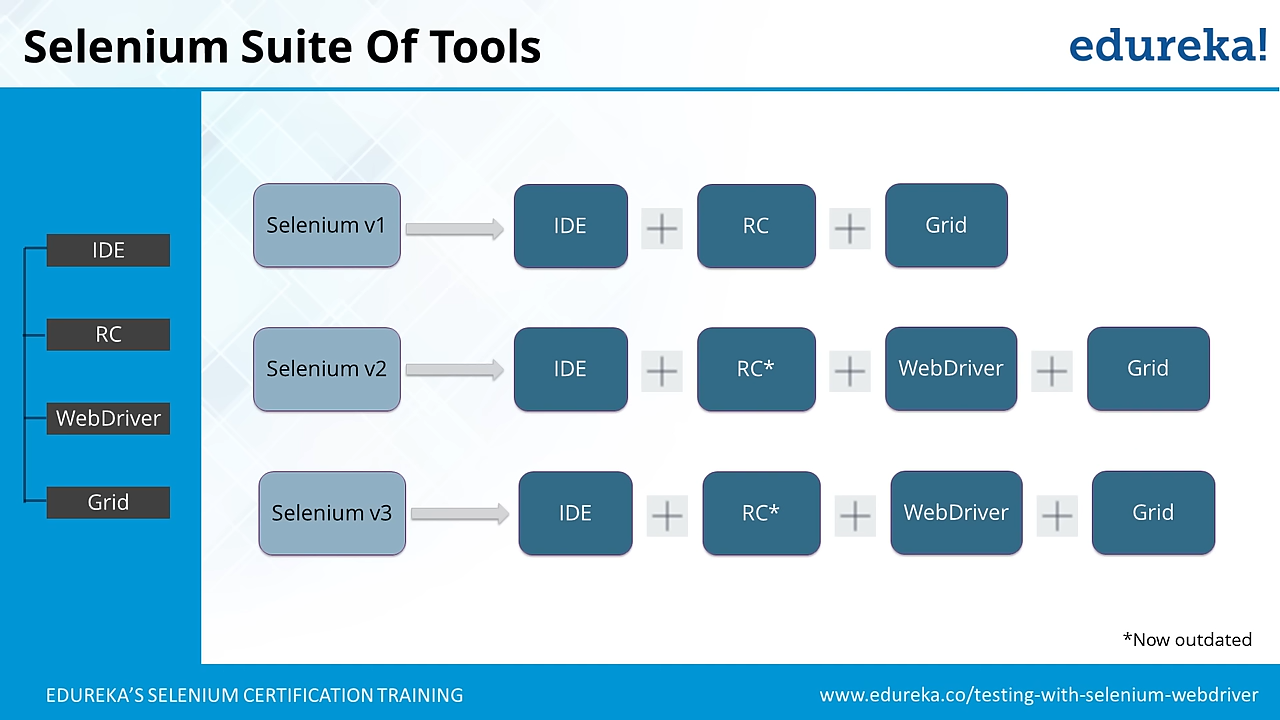 Selenium Suite Of Tools
edureka!
IDE
RC
WebDriver
Grid
Selenium v1 IDE + RC + Grid
Selenium v2 IDE + RC* + WebDriver + Grid
Selenium v3 IDE + RC* + WebDriver + Grid
*Now outdated
EDUREKA’S SELENIUM CERTIFICATION TRAINING
www.edureka.co/testing-with-selenium-webdriver